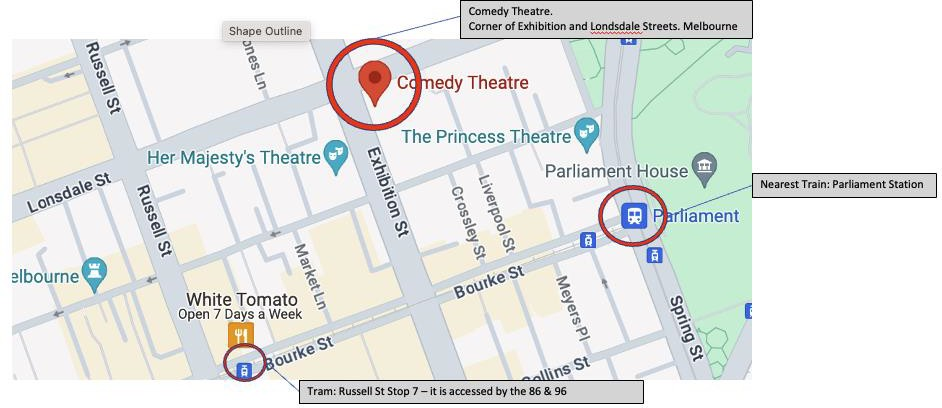 Comedy Theatre.
Corner of Exhibition and Londsdale Streets. Melbourne
Shape Outline
Russell St
ones Ln
Comedy Theatre
The Princess Theatre
Her Majesty's Theatre
Parliament House
Nearest Train: Parliament Station
Lonsdale St
Exhibition St
Russell St
Crossley St
Liverpool St
Parliament
elbourne
Market Ln
Bourke St
Meyers Pl
White Tomato
Open 7 Days a Week
Spring St
Bourke St
ollins St
Tram: Russell St Stop 7 – it is accessed by the 86 & 96